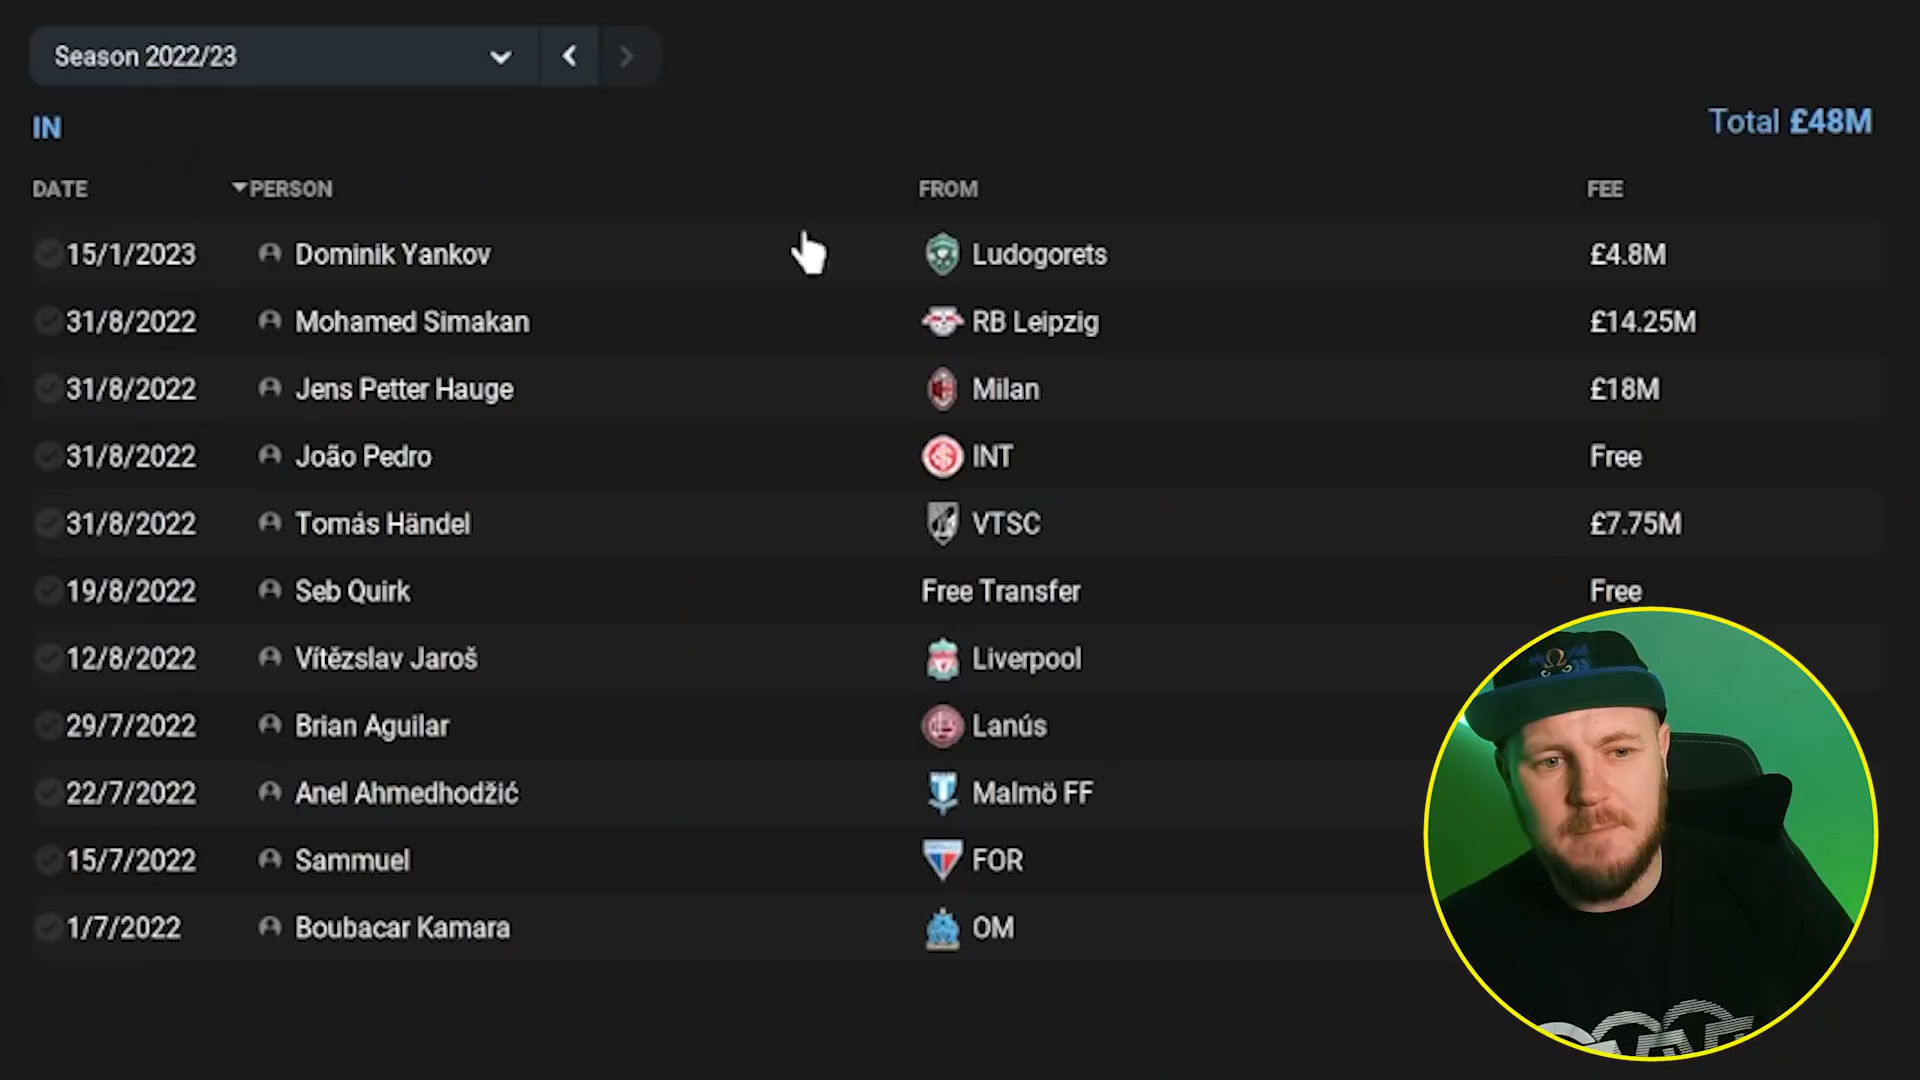 Season 2022/23
IN
Total £48M
DATE PERSON FROM FEE
15/1/2023 Dominik Yankov Ludogorets £4.8M
31/8/2022 Mohamed Simakan RB Leipzig £14.25M
31/8/2022 Jens Petter Hauge Milan £18M
31/8/2022 João Pedro INT Free
31/8/2022 Tomás Händel VTSC £7.75M
19/8/2022 Seb Quirk Free Transfer Free
12/8/2022 Vítězslav Jaroš Liverpool
29/7/2022 Brian Aguilar Lanús
22/7/2022 Anel Ahmedhodžić Malmö FF
15/7/2022 Sammuel FOR
1/7/2022 Boubacar Kamara OM